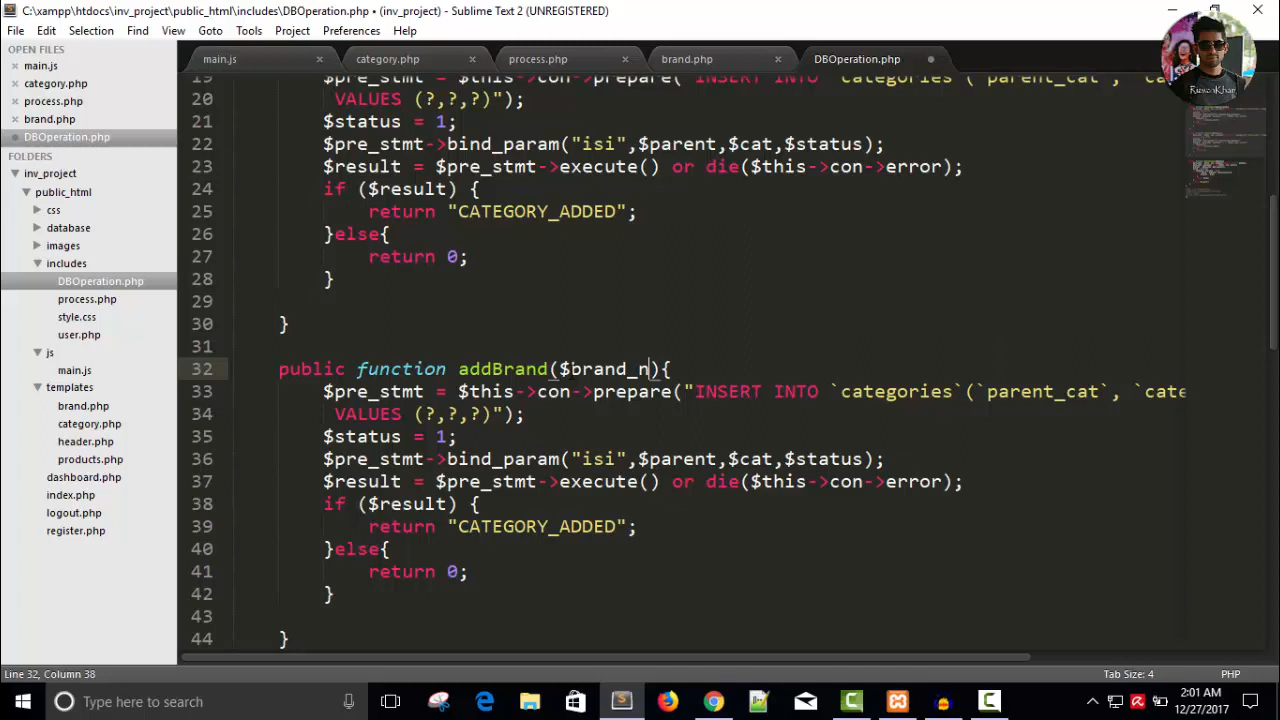 C:\xampp\htdocs\inv_project\public_html\includes\DBOperation.php • (inv_project) - Sublime Text 2 (UNREGISTERED)
File Edit Selection Find View Goto Tools Project Preferences Help
OPEN FILES
main.js
category.php
process.php
brand.php
DBOperation.php
FOLDERS
inv_project
public_html
css
database
images
includes
DBOperation.php
process.php
style.css
user.php
js
main.js
templates
brand.php
category.php
header.php
products.php
dashboard.php
index.php
logout.php
register.php
main.js category.php process.php brand.php DBOperation.php
19 $pre_stmt = $this->con->prepare("INSERT INTO `categories`(`parent_cat`,
20 VALUES (?,?,?)");
21 $status = 1;
22 $pre_stmt->bind_param("isi",$parent,$cat,$status);
23 $result = $pre_stmt->execute() or die($this->con->error);
24 if ($result) {
25 return "CATEGORY_ADDED";
26 }else{
27 return 0;
28 }
29
30 }
31
32 public function addBrand($brand_n){
33 $pre_stmt = $this->con->prepare("INSERT INTO `categories`(`parent_cat`, `cate
34 VALUES (?,?,?)");
35 $status = 1;
36 $pre_stmt->bind_param("isi",$parent,$cat,$status);
37 $result = $pre_stmt->execute() or die($this->con->error);
38 if ($result) {
39 return "CATEGORY_ADDED";
40 }else{
41 return 0;
42 }
43
44 }
Line 32, Column 38
Tab Size: 4
PHP
Type here to search
2:01 AM
12/27/2017